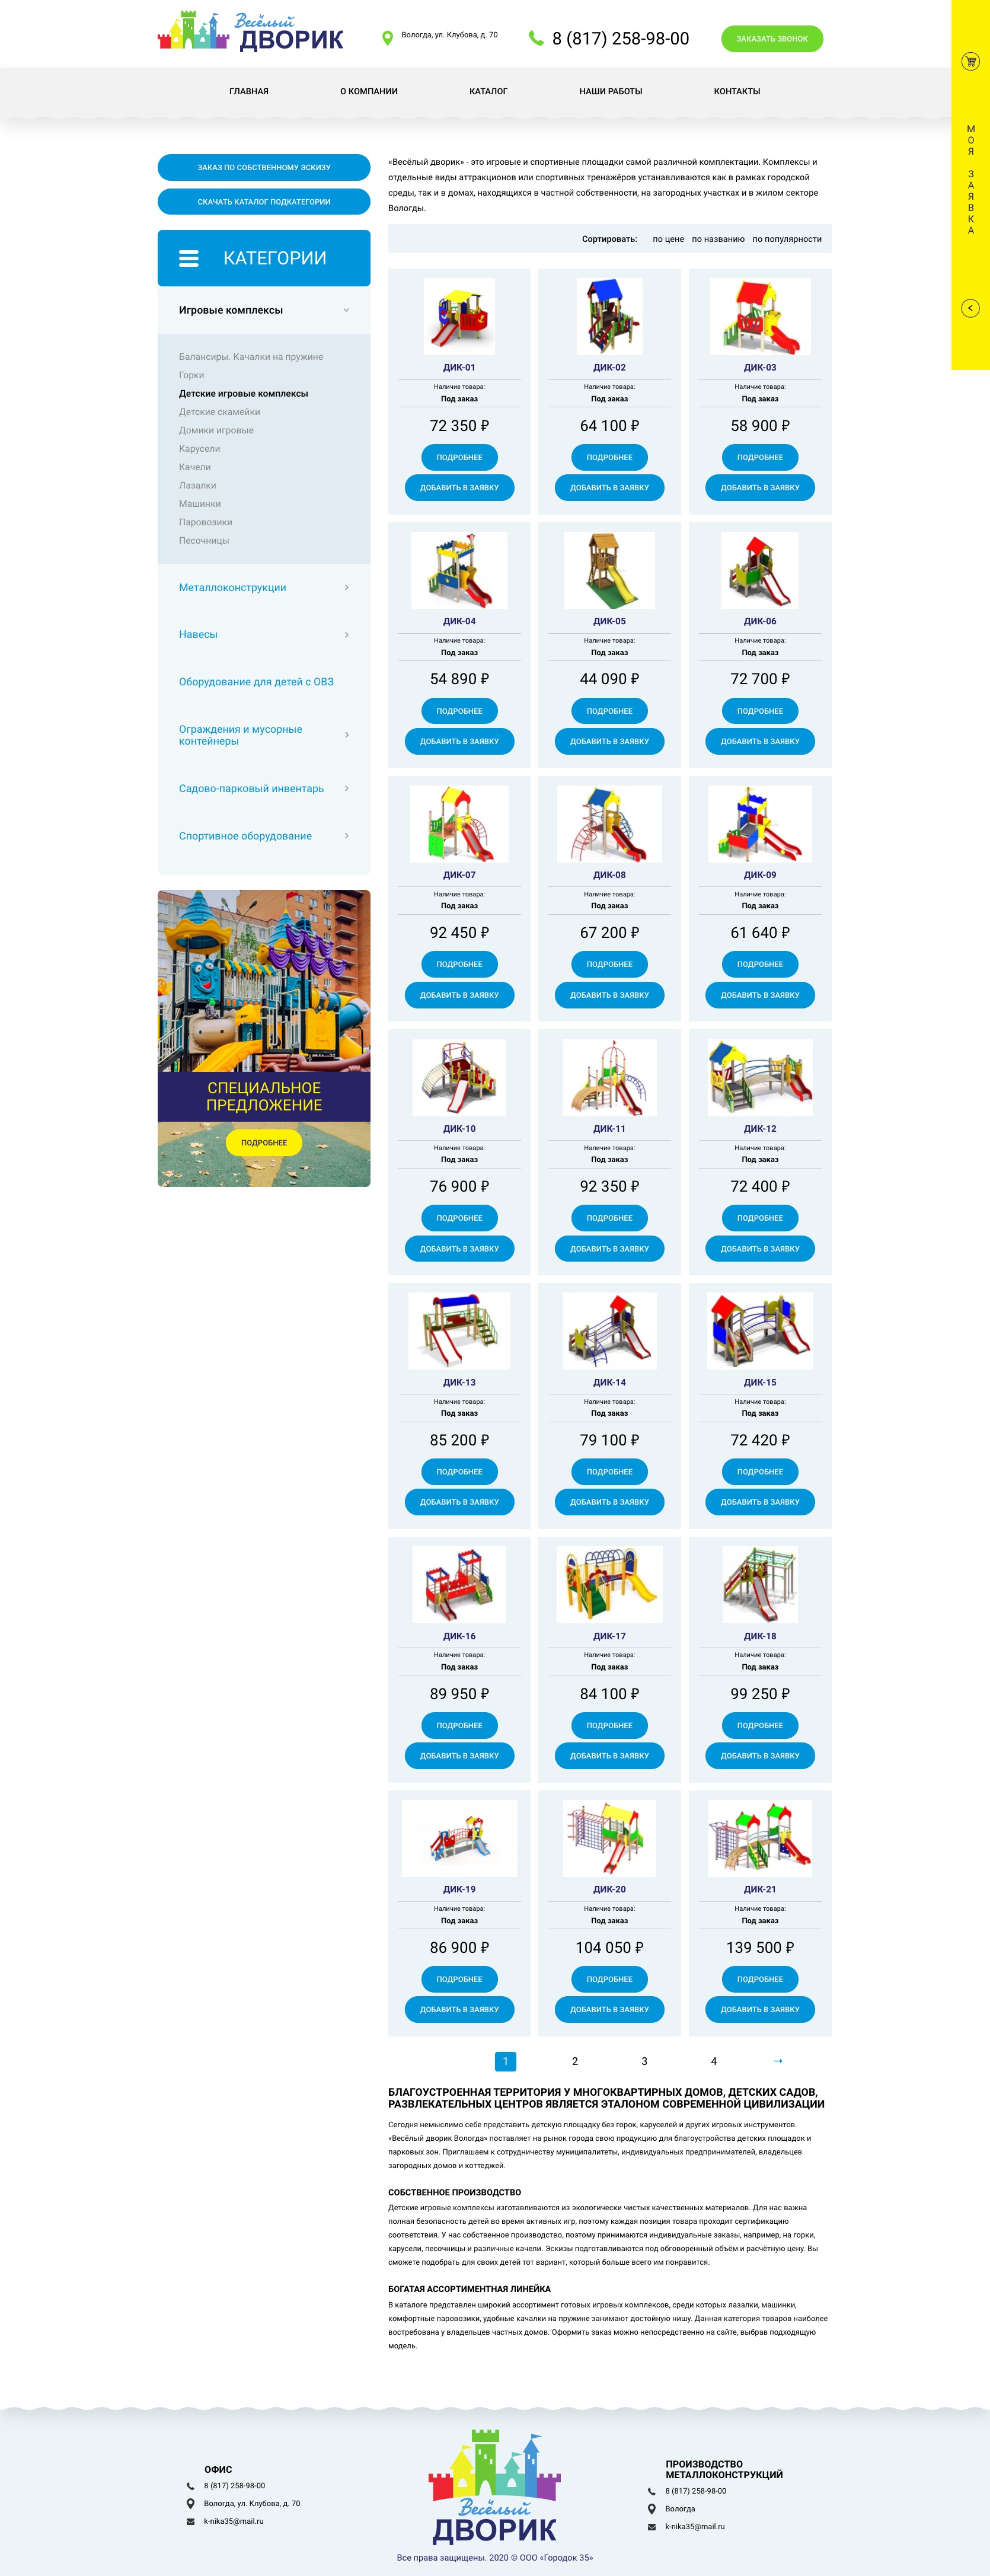 Весёлый
ДВОРИК
Вологда, ул. Клубова, д. 70
8 (817) 258-98-00
ЗАКАЗАТЬ ЗВОНОК
ГЛАВНАЯ
О КОМПАНИИ
КАТАЛОГ
НАШИ РАБОТЫ
КОНТАКТЫ
МОЯ ЗАЯВКА
ЗАКАЗ ПО СОБСТВЕННОМУ ЭСКИЗУ
СКАЧАТЬ КАТАЛОГ ПОДКАТЕГОРИИ
КАТЕГОРИИ
Игровые комплексы
Балансиры. Качалки на пружине
Горки
Детские игровые комплексы
Детские скамейки
Домики игровые
Карусели
Качели
Лазалки
Машинки
Паровозики
Песочницы
Металлоконструкции
Навесы
Оборудование для детей с ОВЗ
Ограждения и мусорные
контейнеры
Садово-парковый инвентарь
Спортивное оборудование
СПЕЦИАЛЬНОЕ
ПРЕДЛОЖЕНИЕ
ПОДРОБНЕЕ
«Весёлый дворик» - это игровые и спортивные площадки самой различной комплектации. Комплексы и
отдельные виды аттракционов или спортивных тренажёров устанавливаются как в рамках городской
среды, так и в домах, находящихся в частной собственности, на загородных участках и в жилом секторе
Вологды.
Сортировать: по цене по названию по популярности
ДИК-01 ДИК-02 ДИК-03
Наличие товара: Наличие товара: Наличие товара:
Под заказ Под заказ Под заказ
72 350 ₽ 64 100 ₽ 58 900 ₽
ПОДРОБНЕЕ ПОДРОБНЕЕ ПОДРОБНЕЕ
ДОБАВИТЬ В ЗАЯВКУ ДОБАВИТЬ В ЗАЯВКУ ДОБАВИТЬ В ЗАЯВКУ
ДИК-04 ДИК-05 ДИК-06
Наличие товара: Наличие товара: Наличие товара:
Под заказ Под заказ Под заказ
54 890 ₽ 44 090 ₽ 72 700 ₽
ПОДРОБНЕЕ ПОДРОБНЕЕ ПОДРОБНЕЕ
ДОБАВИТЬ В ЗАЯВКУ ДОБАВИТЬ В ЗАЯВКУ ДОБАВИТЬ В ЗАЯВКУ
ДИК-07 ДИК-08 ДИК-09
Наличие товара: Наличие товара: Наличие товара:
Под заказ Под заказ Под заказ
92 450 ₽ 67 200 ₽ 61 640 ₽
ПОДРОБНЕЕ ПОДРОБНЕЕ ПОДРОБНЕЕ
ДОБАВИТЬ В ЗАЯВКУ ДОБАВИТЬ В ЗАЯВКУ ДОБАВИТЬ В ЗАЯВКУ
ДИК-10 ДИК-11 ДИК-12
Наличие товара: Наличие товара: Наличие товара:
Под заказ Под заказ Под заказ
76 900 ₽ 92 350 ₽ 72 400 ₽
ПОДРОБНЕЕ ПОДРОБНЕЕ ПОДРОБНЕЕ
ДОБАВИТЬ В ЗАЯВКУ ДОБАВИТЬ В ЗАЯВКУ ДОБАВИТЬ В ЗАЯВКУ
ДИК-13 ДИК-14 ДИК-15
Наличие товара: Наличие товара: Наличие товара:
Под заказ Под заказ Под заказ
85 200 ₽ 79 100 ₽ 72 420 ₽
ПОДРОБНЕЕ ПОДРОБНЕЕ ПОДРОБНЕЕ
ДОБАВИТЬ В ЗАЯВКУ ДОБАВИТЬ В ЗАЯВКУ ДОБАВИТЬ В ЗАЯВКУ
ДИК-16 ДИК-17 ДИК-18
Наличие товара: Наличие товара: Наличие товара:
Под заказ Под заказ Под заказ
89 950 ₽ 84 100 ₽ 99 250 ₽
ПОДРОБНЕЕ ПОДРОБНЕЕ ПОДРОБНЕЕ
ДОБАВИТЬ В ЗАЯВКУ ДОБАВИТЬ В ЗАЯВКУ ДОБАВИТЬ В ЗАЯВКУ
ДИК-19 ДИК-20 ДИК-21
Наличие товара: Наличие товара: Наличие товара:
Под заказ Под заказ Под заказ
86 900 ₽ 104 050 ₽ 139 500 ₽
ПОДРОБНЕЕ ПОДРОБНЕЕ ПОДРОБНЕЕ
ДОБАВИТЬ В ЗАЯВКУ ДОБАВИТЬ В ЗАЯВКУ ДОБАВИТЬ В ЗАЯВКУ
1 2 3 4 →
БЛАГОУСТРОЕННАЯ ТЕРРИТОРИЯ У МНОГОКВАРТИРНЫХ ДОМОВ, ДЕТСКИХ САДОВ,
РАЗВЛЕКАТЕЛЬНЫХ ЦЕНТРОВ ЯВЛЯЕТСЯ ЭТАЛОНОМ СОВРЕМЕННОЙ ЦИВИЛИЗАЦИИ
Сегодня немыслимо себе представить детскую площадку без горок, каруселей и других игровых инструментов.
«Весёлый дворик Вологда» поставляет на рынок города свою продукцию для благоустройства детских площадок и
парковых зон. Приглашаем к сотрудничеству муниципалитеты, индивидуальных предпринимателей, владельцев
загородных домов и коттеджей.
СОБСТВЕННОЕ ПРОИЗВОДСТВО
Детские игровые комплексы изготавливаются из экологически чистых качественных материалов. Для нас важна
полная безопасность детей во время активных игр, поэтому каждая позиция товара проходит сертификацию
соответствия. У нас собственное производство, поэтому принимаются индивидуальные заказы, например, на горки,
карусели, песочницы и различные качели. Эскизы подготавливаются под обговоренный объём и расчётную цену. Вы
сможете подобрать для своих детей тот вариант, который больше всего им понравится.
БОГАТАЯ АССОРТИМЕНТНАЯ ЛИНЕЙКА
В каталоге представлен широкий ассортимент готовых игровых комплексов, среди которых лазалки, машинки,
комфортные паровозики, удобные качалки на пружине занимают достойную нишу. Данная категория товаров наиболее
востребована у владельцев частных домов. Оформить заказ можно непосредственно на сайте, выбрав подходящую
модель.
ОФИС
8 (817) 258-98-00
Вологда, ул. Клубова, д. 70
k-nika35@mail.ru
Весёлый
ДВОРИК
Все права защищены. 2020 © ООО «Городок 35»
ПРОИЗВОДСТВО
МЕТАЛЛОКОНСТРУКЦИЙ
8 (817) 258-98-00
Вологда
k-nika35@mail.ru